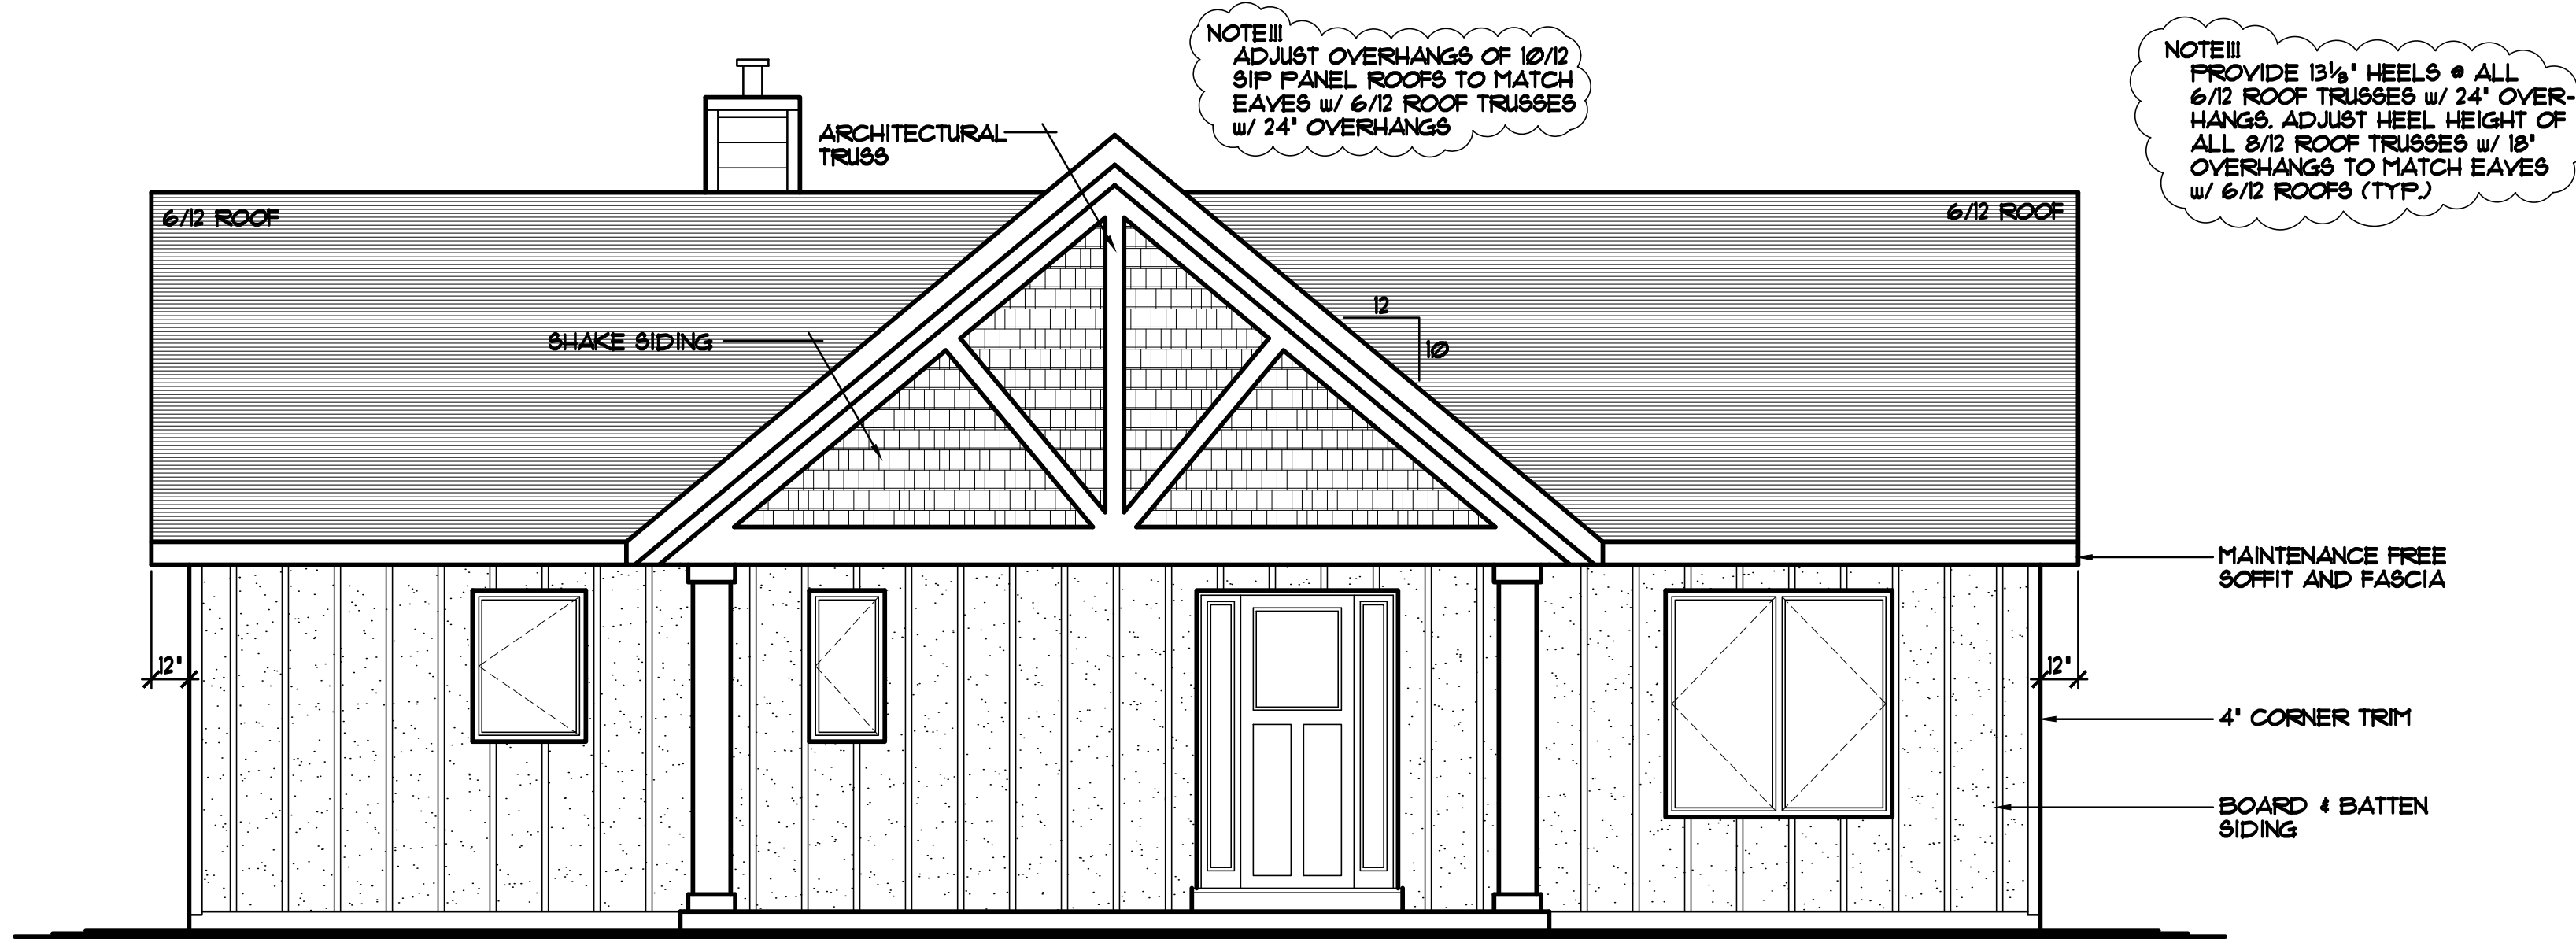 NOTE!!!
ADJUST OVERHANGS OF 10/12
SIP PANEL ROOFS TO MATCH
EAVES w/ 6/12 ROOF TRUSSES
w/ 24" OVERHANGS
NOTE!!!
PROVIDE 13⅛" HEELS @ ALL
6/12 ROOF TRUSSES w/ 24" OVER-
HANGS. ADJUST HEEL HEIGHT OF
ALL 8/12 ROOF TRUSSES w/ 18"
OVERHANGS TO MATCH EAVES
w/ 6/12 ROOFS (TYP.)
ARCHITECTURAL
TRUSS
6/12 ROOF
6/12 ROOF
12
10
SHAKE SIDING
MAINTENANCE FREE
SOFFIT AND FASCIA
12"
12"
4" CORNER TRIM
BOARD & BATTEN
SIDING